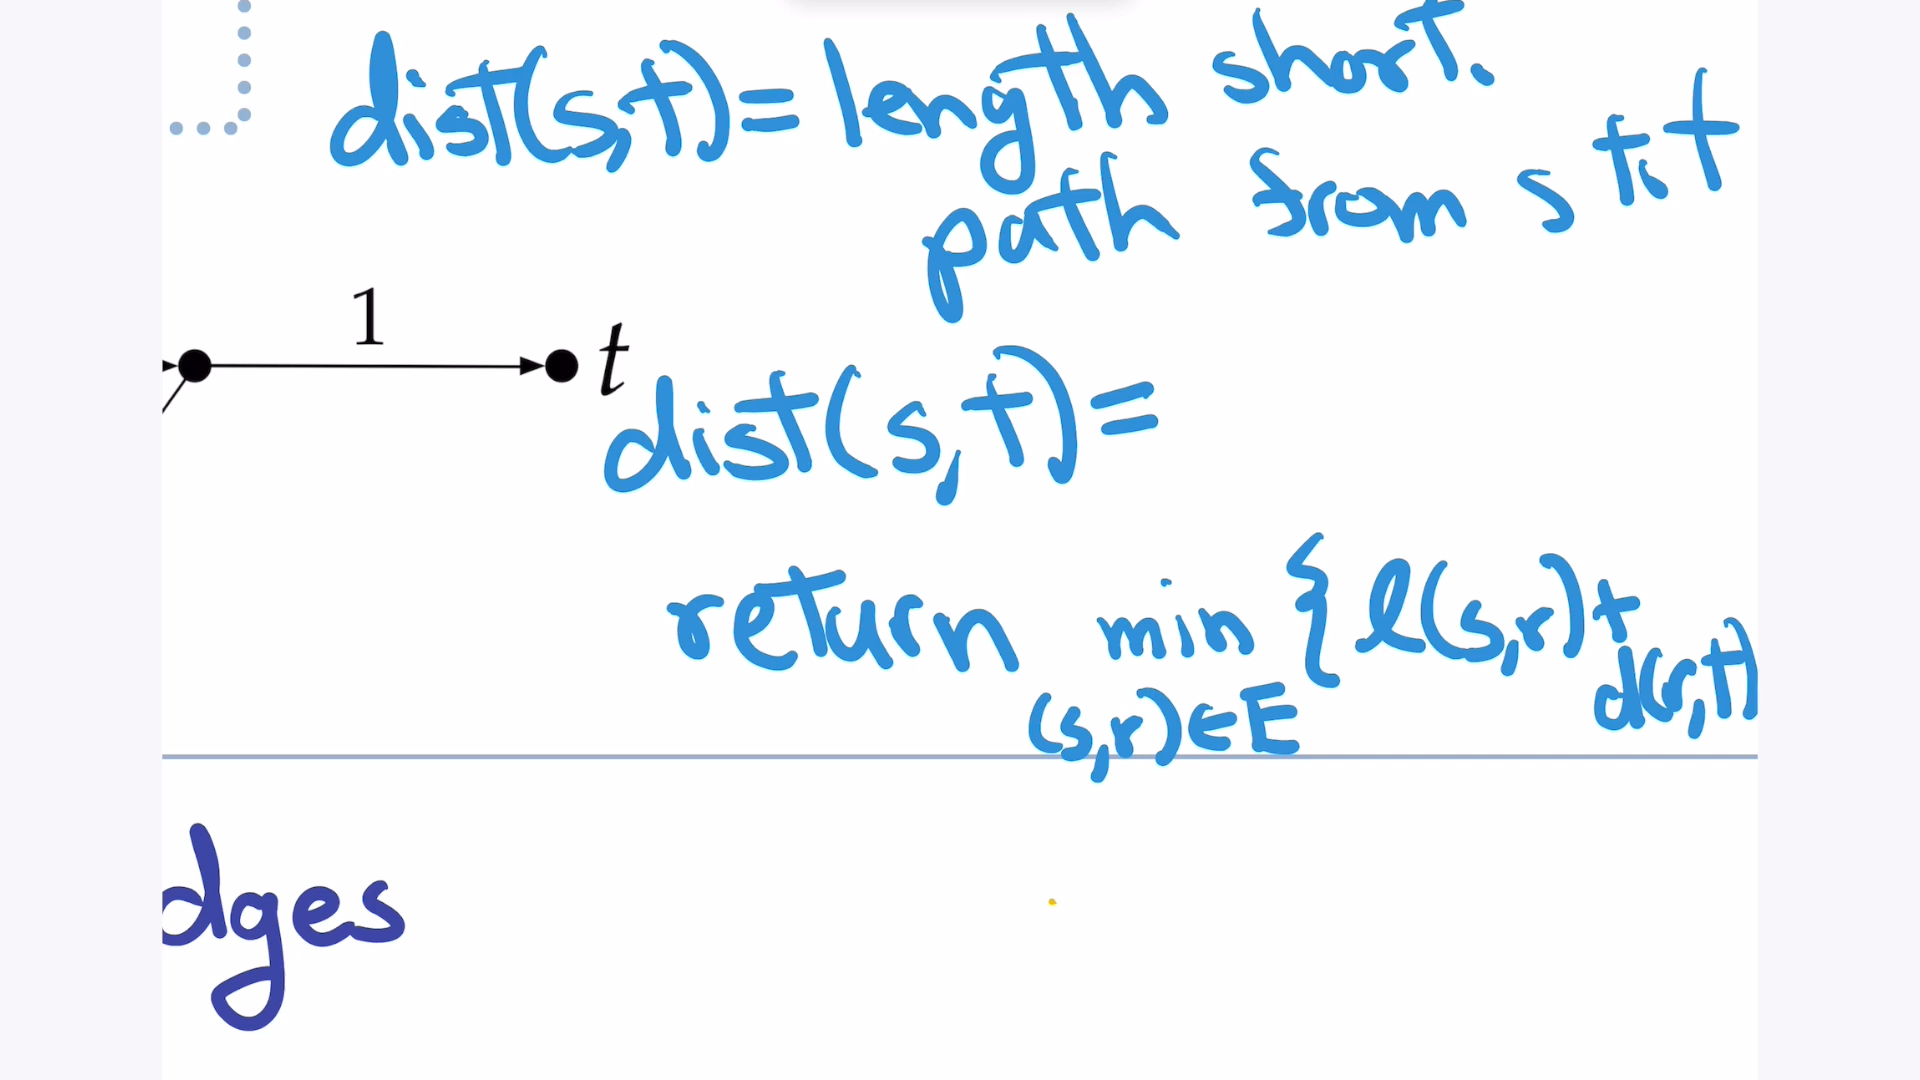 dist(s,t) = length short.
path from s to t
1
t
dist(s,t) =
return min { l(s,r) +
d(r,t)
(s,r) ∈ E
dges